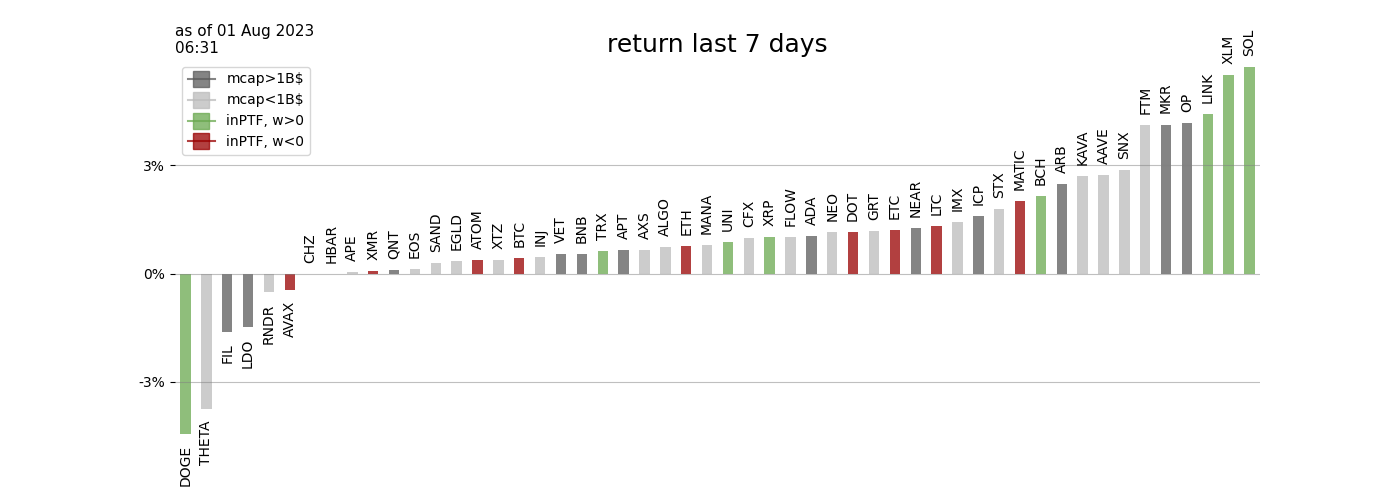 as of 01 Aug 2023
06:31
return last 7 days
mcap>1B$
mcap<1B$
inPTF, w>0
inPTF, w<0
3%
0%
-3%
DOGE
THETA
FIL
LDO
RNDR
AVAX
CHZ
HBAR
APE
XMR
QNT
EOS
SAND
EGLD
ATOM
XTZ
BTC
INJ
VET
BNB
TRX
APT
AXS
ALGO
ETH
MANA
UNI
CFX
XRP
FLOW
ADA
NEO
DOT
GRT
ETC
NEAR
LTC
IMX
ICP
STX
MATIC
BCH
ARB
KAVA
AAVE
SNX
FTM
MKR
OP
LINK
XLM
SOL